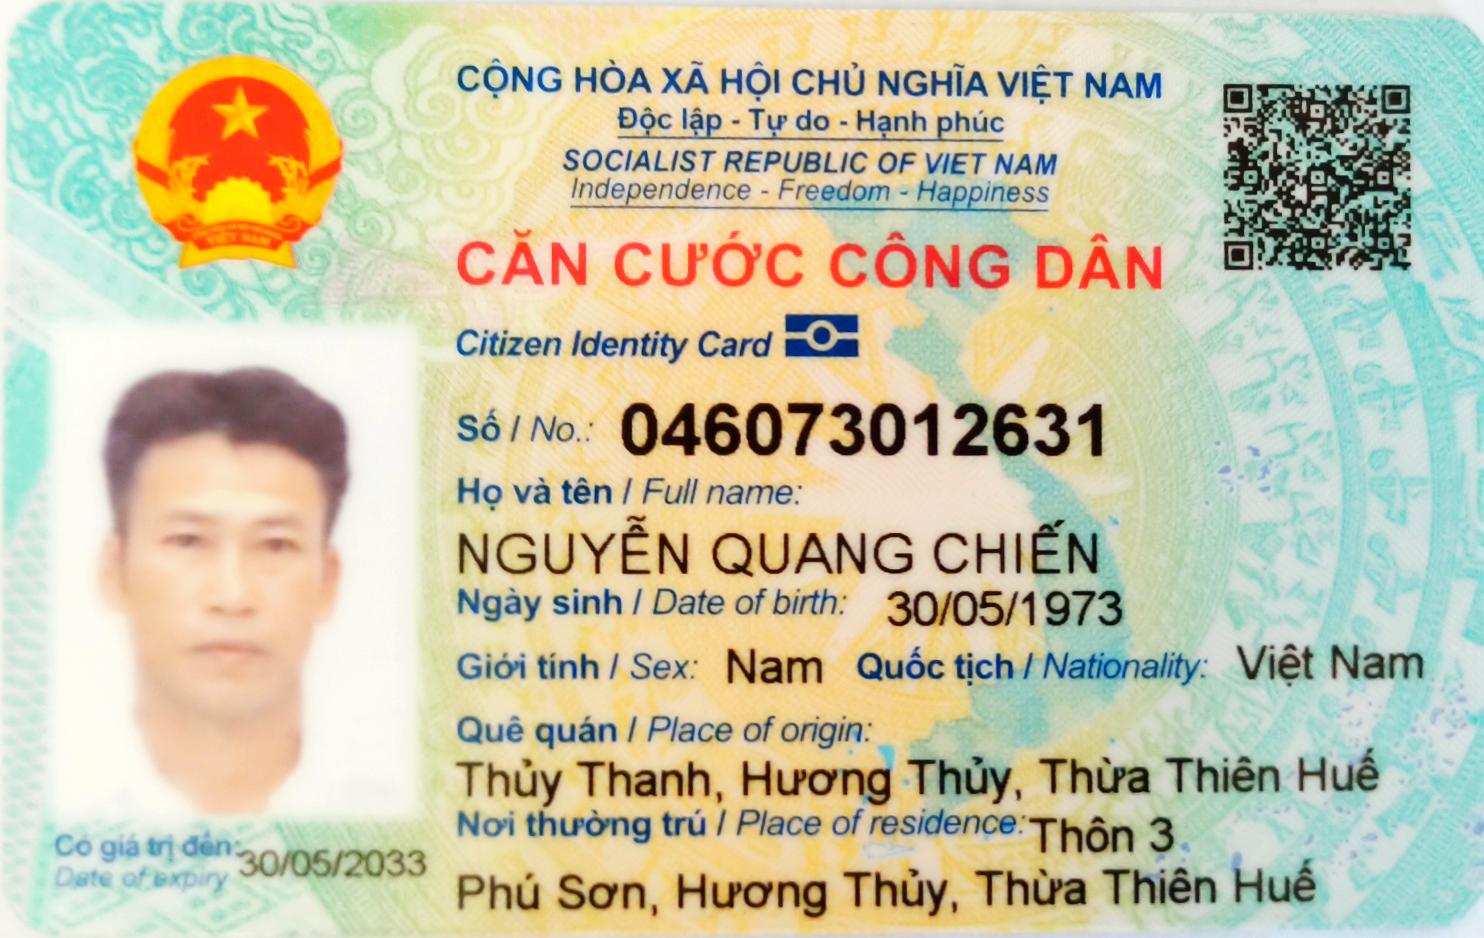 CỘNG HÒA XÃ HỘI CHỦ NGHĨA VIỆT NAM
Độc lập - Tự do - Hạnh phúc
SOCIALIST REPUBLIC OF VIET NAM
Independence - Freedom - Happiness
VIỆT NAM
CĂN CƯỚC CÔNG DÂN
Citizen Identity Card
Số / No.: 046073012631
Họ và tên / Full name:
NGUYỄN QUANG CHIẾN
Ngày sinh / Date of birth: 30/05/1973
Giới tính / Sex: Nam Quốc tịch / Nationality: Việt Nam
Quê quán / Place of origin:
Thủy Thanh, Hương Thủy, Thừa Thiên Huế
Nơi thường trú / Place of residence: Thôn 3
Phú Sơn, Hương Thủy, Thừa Thiên Huế
Có giá trị đến: 30/05/2033
Date of expiry